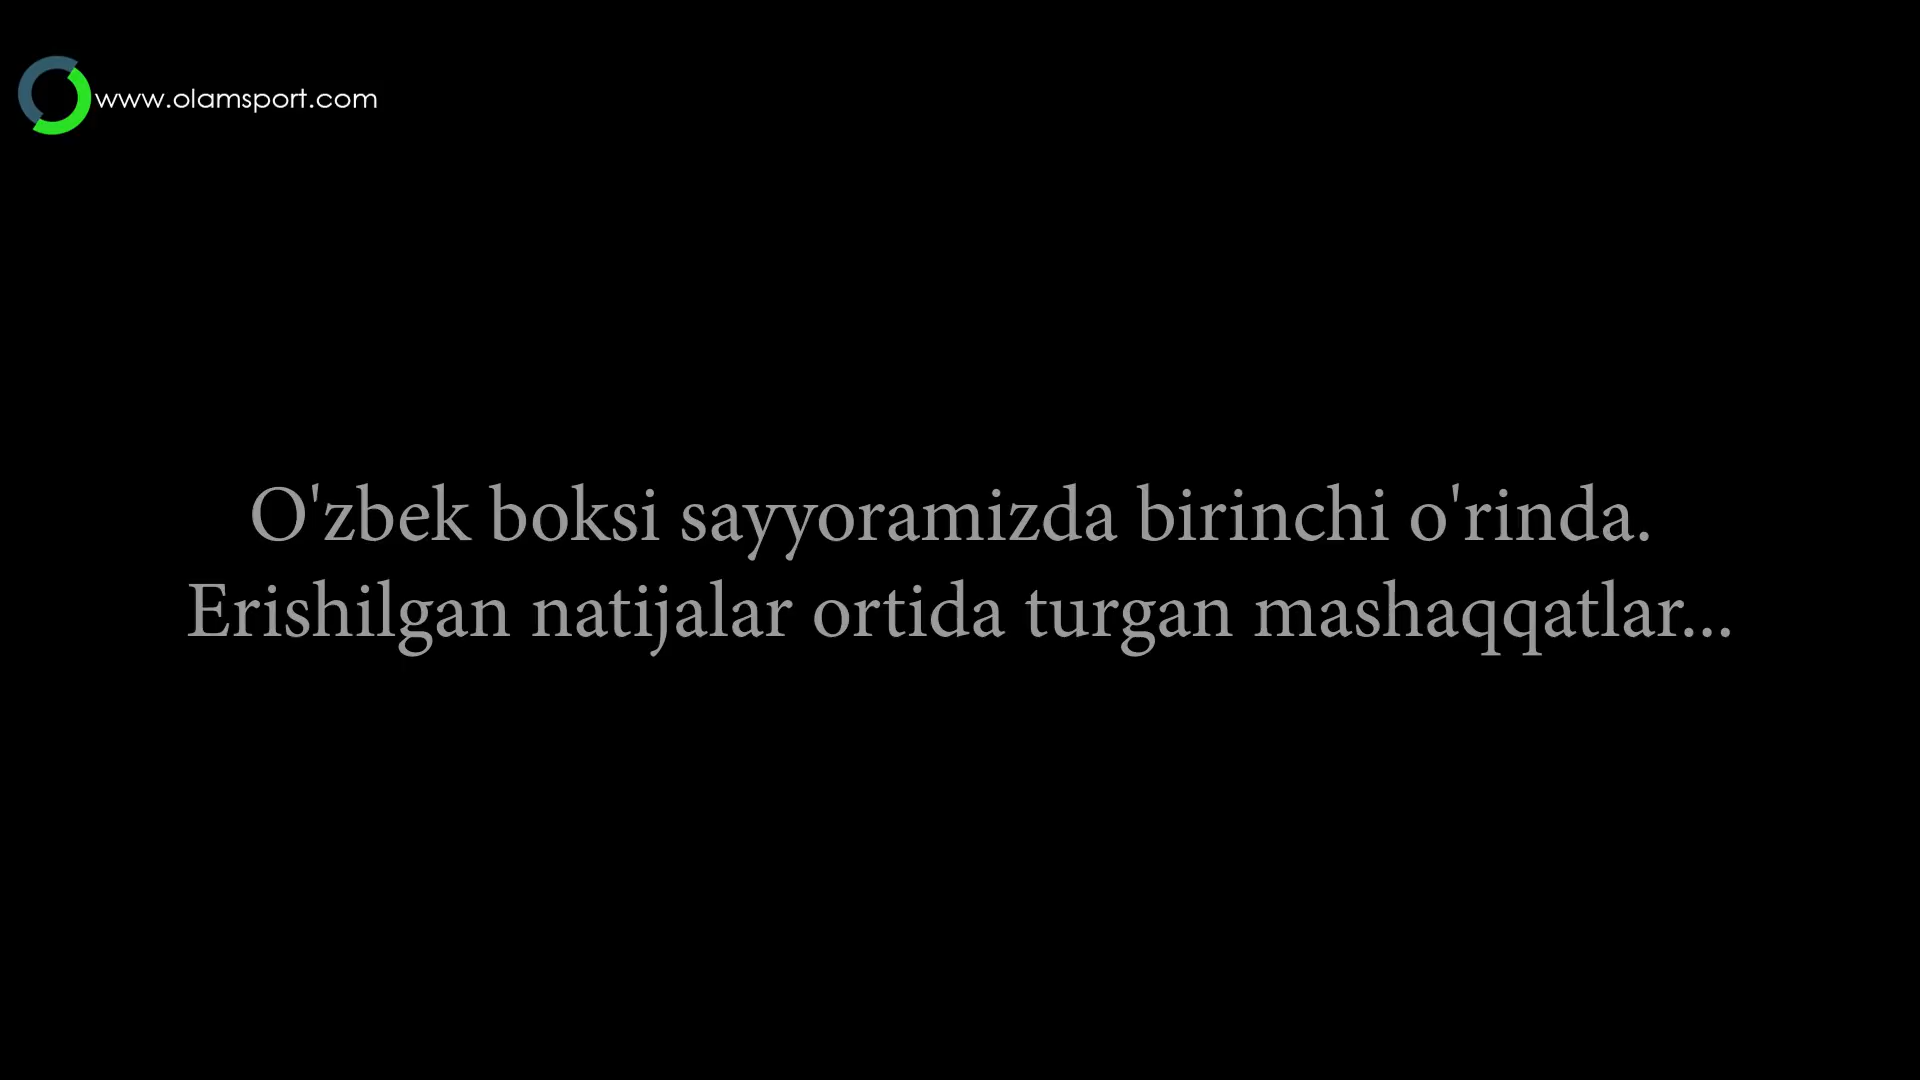 www.olamsport.com
O'zbek boksi sayyoramizda birinchi o'rinda.
Erishilgan natijalar ortida turgan mashaqqatlar...